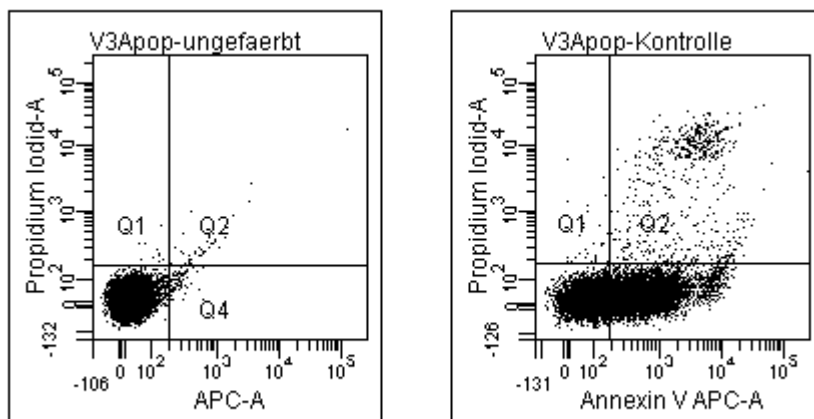 V3Apop-ungefaerbt
Propidium Iodid-A
10^5
10^4
10^3
10^2
0
-132
Q1
Q2
Q4
-106
0
10^2
10^3
10^4
10^5
APC-A
V3Apop-Kontrolle
Propidium Iodid-A
10^5
10^4
10^3
10^2
0
-126
Q1
Q2
-131
0
10^2
10^3
10^4
10^5
Annexin V APC-A